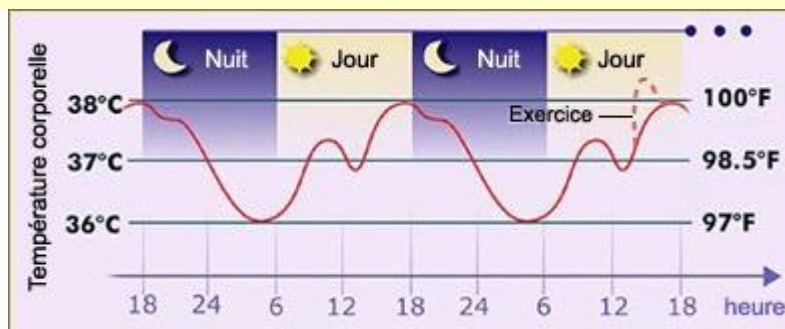 Nuit Jour Nuit Jour
Température corporelle
38°C 100°F
Exercice
37°C 98.5°F
36°C 97°F
18 24 6 12 18 24 6 12 18 heure